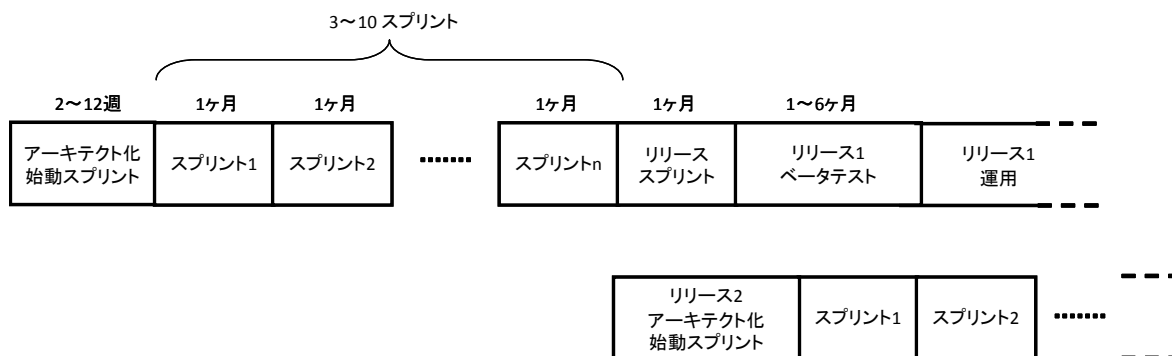 3～10 スプリント
2～12週
1ヶ月
1ヶ月
1ヶ月
1ヶ月
1～6ヶ月
アーキテクト化
始動スプリント
スプリント1
スプリント2
スプリントn
リリース
スプリント
リリース1
ベータテスト
リリース1
運用
リリース2
アーキテクト化
始動スプリント
スプリント1
スプリント2